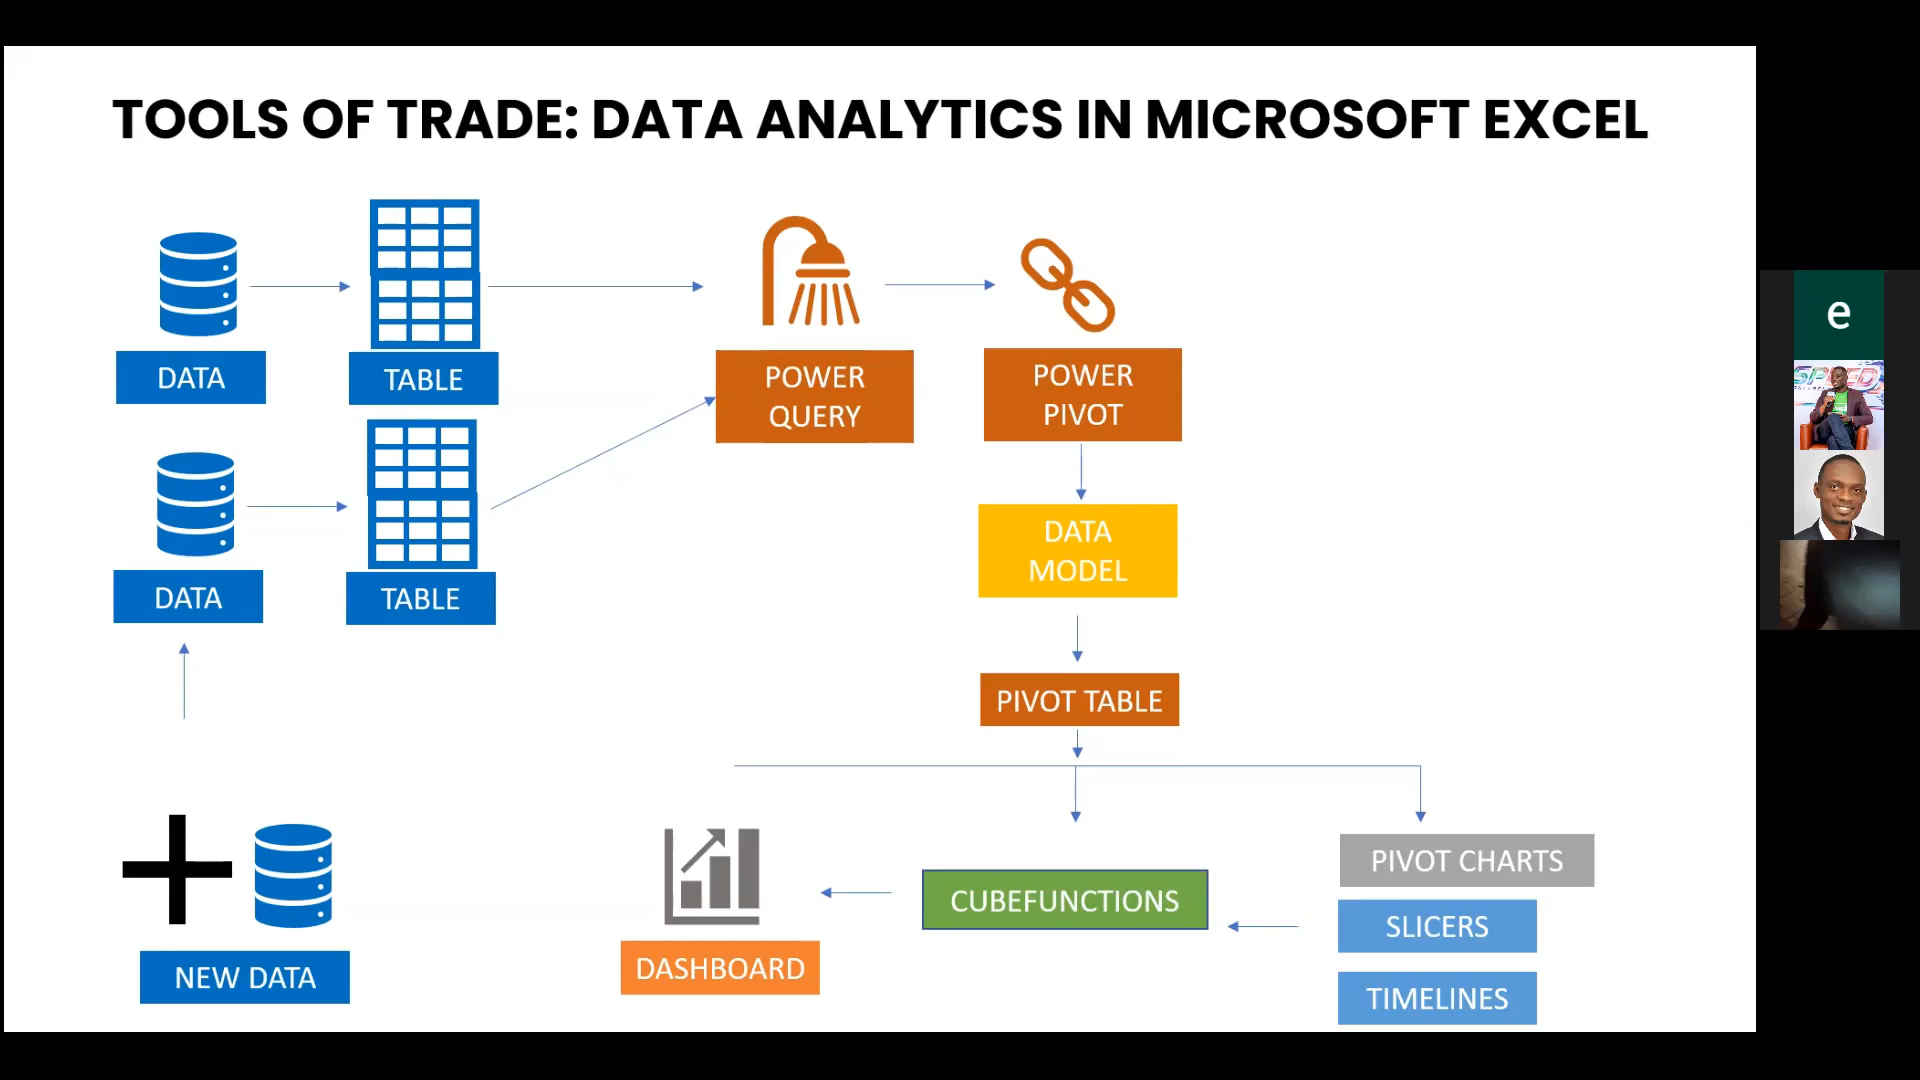 TOOLS OF TRADE: DATA ANALYTICS IN MICROSOFT EXCEL
DATA
TABLE
POWER
QUERY
POWER
PIVOT
DATA
MODEL
DATA
TABLE
PIVOT TABLE
PIVOT CHARTS
CUBEFUNCTIONS
SLICERS
DASHBOARD
NEW DATA
TIMELINES
e